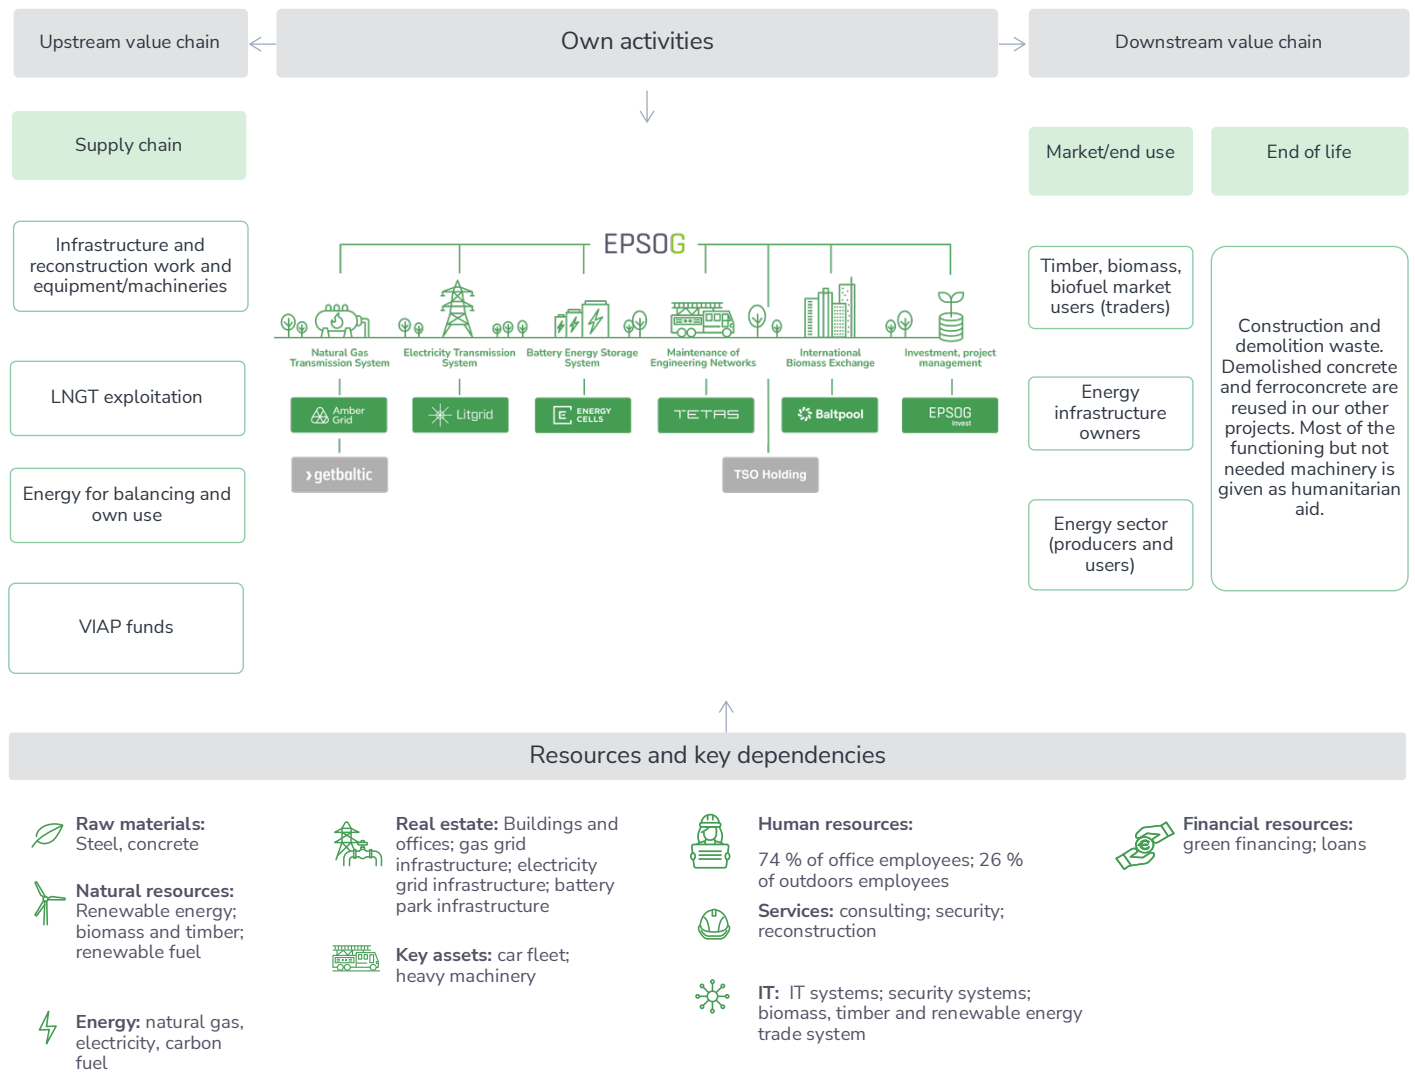 Upstream value chain
Own activities
Downstream value chain
Supply chain
Infrastructure and
reconstruction work and
equipment/machineries
LNGT exploitation
Energy for balancing and
own use
VIAP funds
EPSOG
Natural Gas
Transmission System
Electricity Transmission
System
Battery Energy Storage
System
Maintenance of
Engineering Networks
International
Biomass Exchange
Investment, project
management
Amber
Grid
Litgrid
E
ENERGY
CELLS
TETAS
Baltpool
EPSOG
Invest
getbaltic
TSO Holding
Market/end use
Timber, biomass,
biofuel market
users (traders)
Energy
infrastructure
owners
Energy sector
(producers and
users)
End of life
Construction and
demolition waste.
Demolished concrete
and ferroconcrete are
reused in our other
projects. Most of the
functioning but not
needed machinery is
given as humanitarian
aid.
Resources and key dependencies
Raw materials:
Steel, concrete
Natural resources:
Renewable energy;
biomass and timber;
renewable fuel
Energy: natural gas,
electricity, carbon
fuel
Real estate: Buildings and
offices; gas grid
infrastructure; electricity
grid infrastructure; battery
park infrastructure
Key assets: car fleet;
heavy machinery
Human resources:
74 % of office employees; 26 %
of outdoors employees
Services: consulting; security;
reconstruction
IT: IT systems; security systems;
biomass, timber and renewable energy
trade system
Financial resources:
green financing; loans